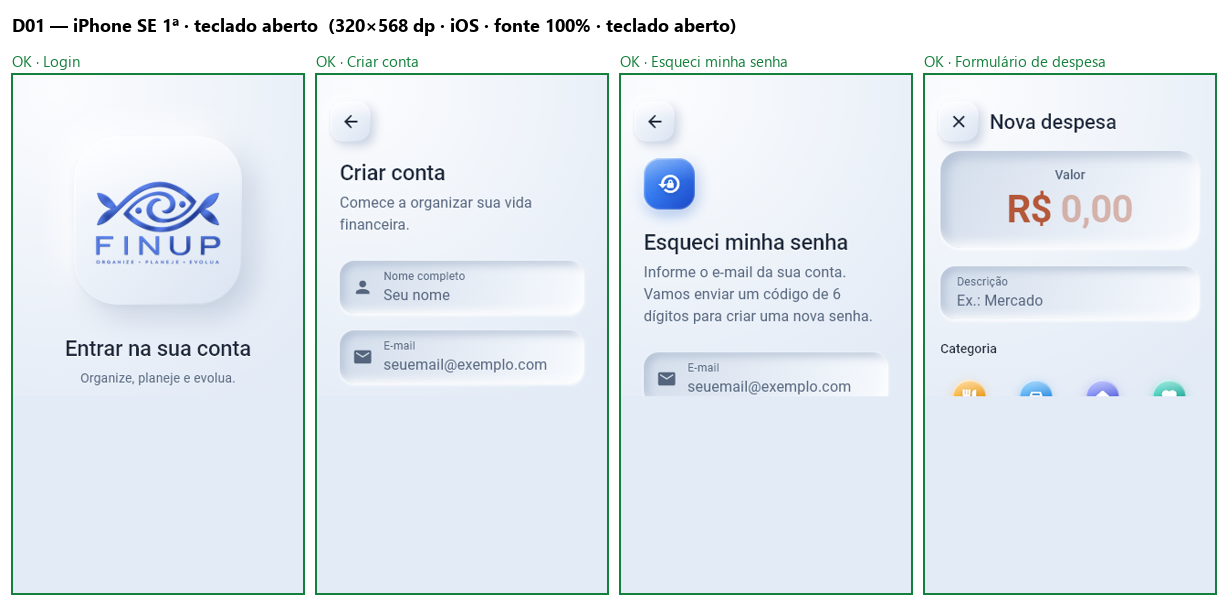 D01 — iPhone SE 1ª · teclado aberto (320×568 dp · iOS · fonte 100% · teclado aberto)
OK · Login
FINUP
ORGANIZE • PLANEJE • EVOLUA
Entrar na sua conta
Organize, planeje e evolua.
OK · Criar conta
Criar conta
Comece a organizar sua vida
financeira.
Nome completo
Seu nome
E-mail
seuemail@exemplo.com
OK · Esqueci minha senha
Esqueci minha senha
Informe o e-mail da sua conta.
Vamos enviar um código de 6
dígitos para criar uma nova senha.
E-mail
seuemail@exemplo.com
OK · Formulário de despesa
Nova despesa
Valor
R$ 0,00
Descrição
Ex.: Mercado
Categoria